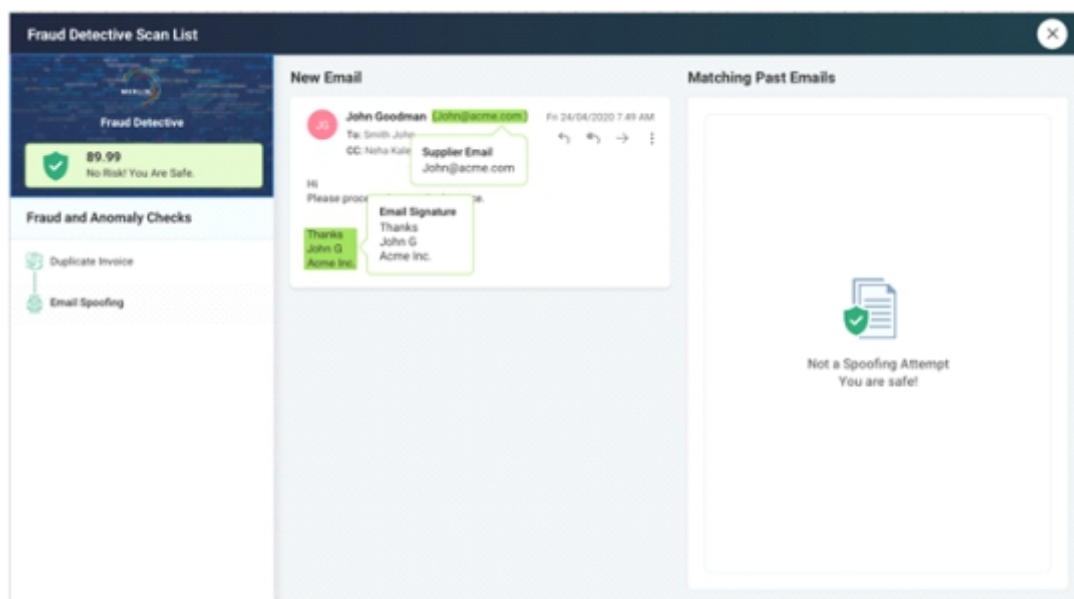 Fraud Detective Scan List
MERLIN
Fraud Detective
89.99
No Risk! You Are Safe.
Fraud and Anomaly Checks
Duplicate Invoice
Email Spoofing
New Email
JG
John Goodman (John@acme.com)
Fri 24/04/2020 7.49 AM
To: Smith John
CC: Neha Kale
Supplier Email
John@acme.com
Hi
Please proce
Email Signature
Thanks
John G
Acme Inc.
Thanks
John G
Acme Inc.
Matching Past Emails
Not a Spoofing Attempt
You are safe!